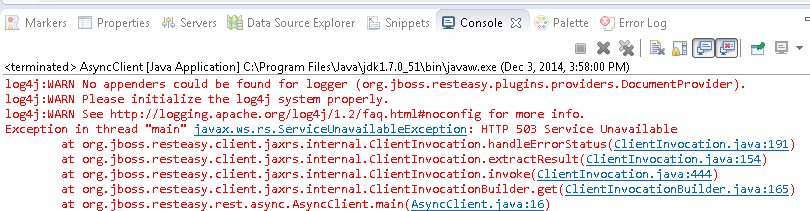 Markers Properties Servers Data Source Explorer Snippets Console Palette Error Log
<terminated> AsyncClient [Java Application] C:\Program Files\Java\jdk1.7.0_51\bin\javaw.exe (Dec 3, 2014, 3:58:00 PM)
log4j:WARN No appenders could be found for logger (org.jboss.resteasy.plugins.providers.DocumentProvider).
log4j:WARN Please initialize the log4j system properly.
log4j:WARN See http://logging.apache.org/log4j/1.2/faq.html#noconfig for more info.
Exception in thread "main" javax.ws.rs.ServiceUnavailableException: HTTP 503 Service Unavailable
at org.jboss.resteasy.client.jaxrs.internal.ClientInvocation.handleErrorStatus(ClientInvocation.java:191)
at org.jboss.resteasy.client.jaxrs.internal.ClientInvocation.extractResult(ClientInvocation.java:154)
at org.jboss.resteasy.client.jaxrs.internal.ClientInvocation.invoke(ClientInvocation.java:444)
at org.jboss.resteasy.client.jaxrs.internal.ClientInvocationBuilder.get(ClientInvocationBuilder.java:165)
at org.jboss.resteasy.rest.async.AsyncClient.main(AsyncClient.java:16)